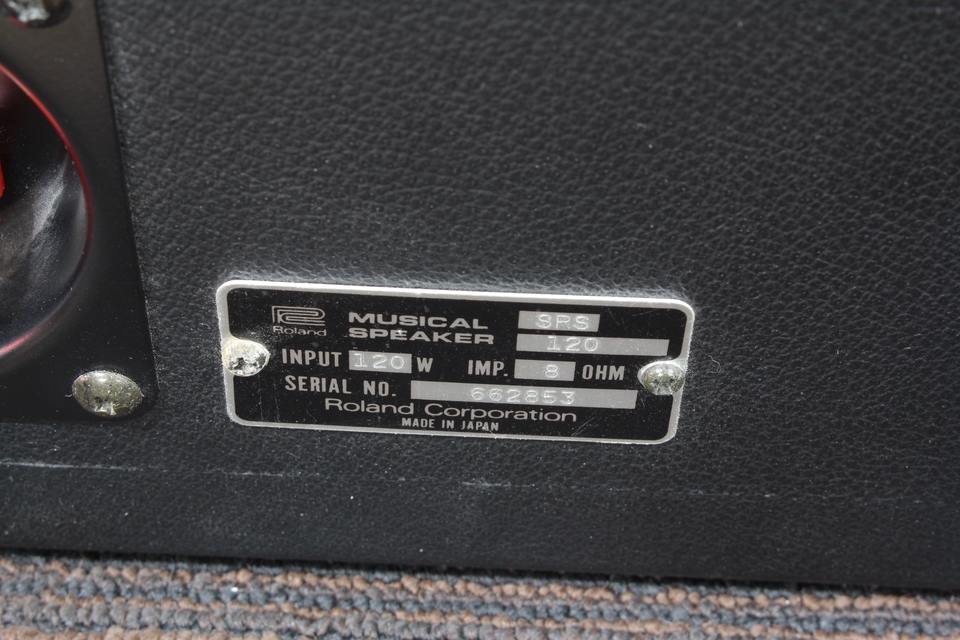 Roland
MUSICAL SRS
SPEAKER 120
INPUT 120 W IMP. 8 OHM
SERIAL NO. 662853
Roland Corporation
MADE IN JAPAN